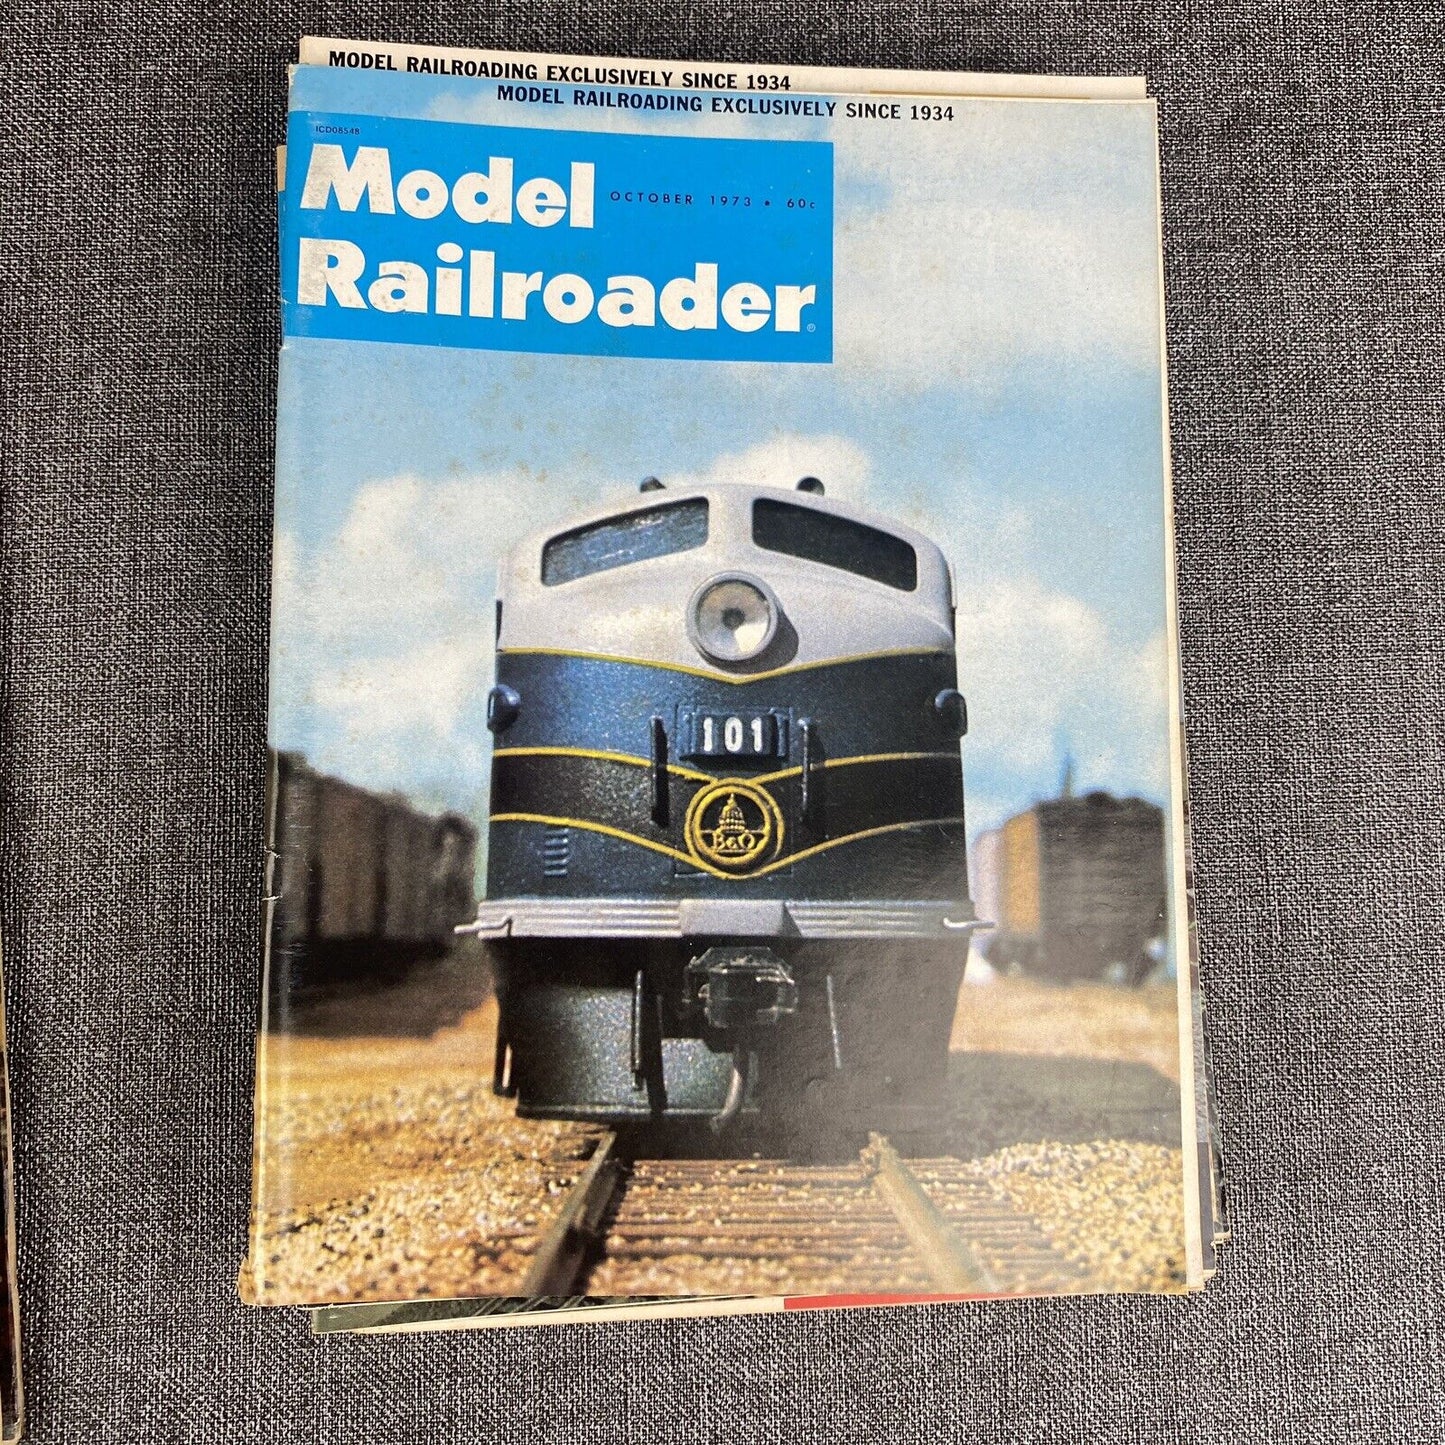 MODEL RAILROADING EXCLUSIVELY SINCE 1934
MODEL RAILROADING EXCLUSIVELY SINCE 1934
ICD08548
Model
OCTOBER 1973 • 60c
Railroader®
101
B&O